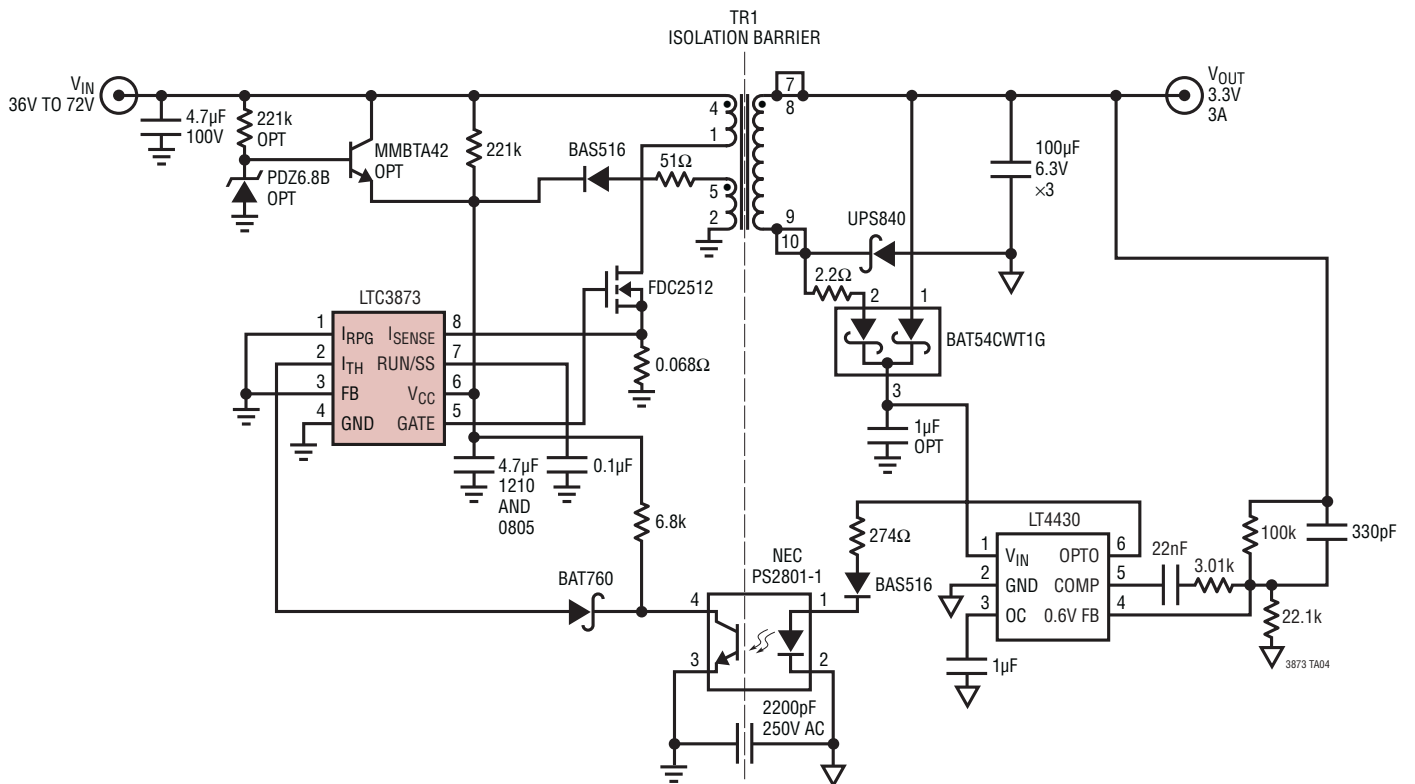 TR1
ISOLATION BARRIER
VIN
36V TO 72V
4.7µF
100V
221k
OPT
PDZ6.8B
OPT
MMBTA42
OPT
221k
BAS516
51Ω
4
1
5
2
7
8
9
10
VOUT
3.3V
3A
100µF
6.3V
×3
UPS840
2.2Ω
2
1
BAT54CWT1G
3
1µF
OPT
FDC2512
0.068Ω
LTC3873
1
IRPG
ISENSE
8
2
ITH
RUN/SS
7
3
FB
VCC
6
4
GND
GATE
5
4.7µF
1210
AND
0805
0.1µF
6.8k
BAT760
NEC
PS2801-1
4
3
1
2
274Ω
BAS516
2200pF
250V AC
LT4430
1
VIN
OPTO
6
2
GND
COMP
5
3
OC
0.6V FB
4
1µF
22nF
3.01k
100k
330pF
22.1k
3873 TA04